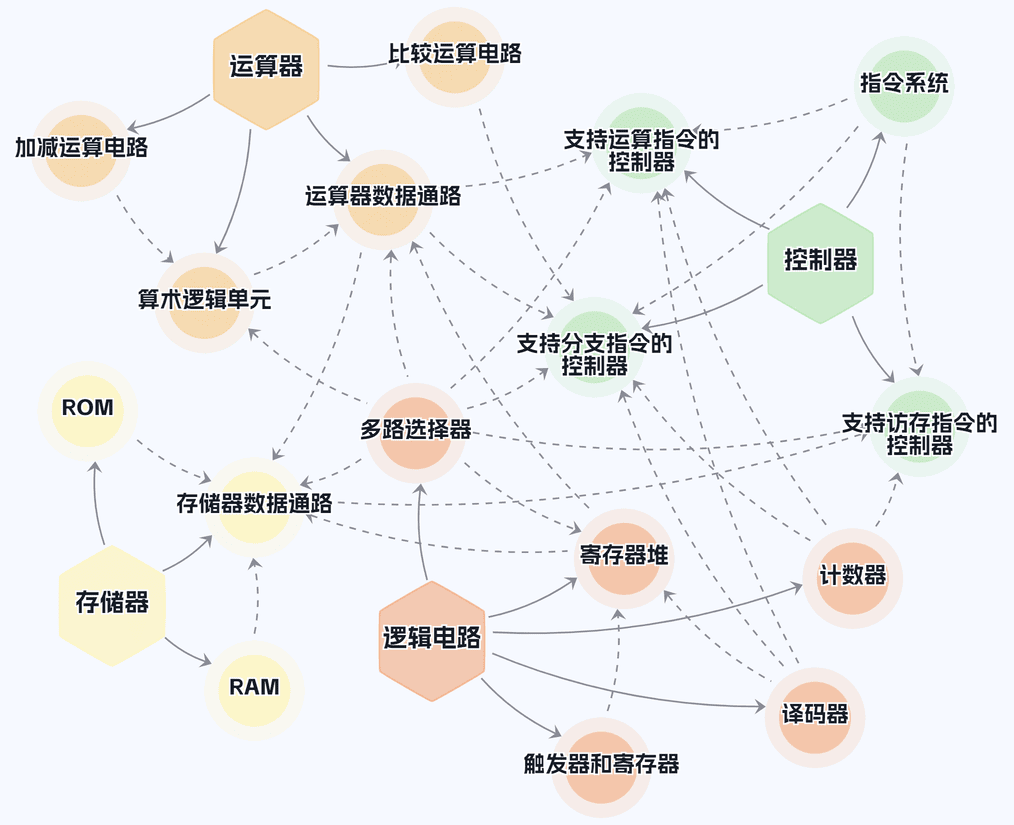 比较运算电路
运算器
指令系统
加减运算电路
支持运算指令的
控制器
运算器数据通路
控制器
算术逻辑单元
支持分支指令的
控制器
ROM
多路选择器
支持访存指令的
控制器
存储器数据通路
寄存器堆
计数器
存储器
逻辑电路
RAM
译码器
触发器和寄存器